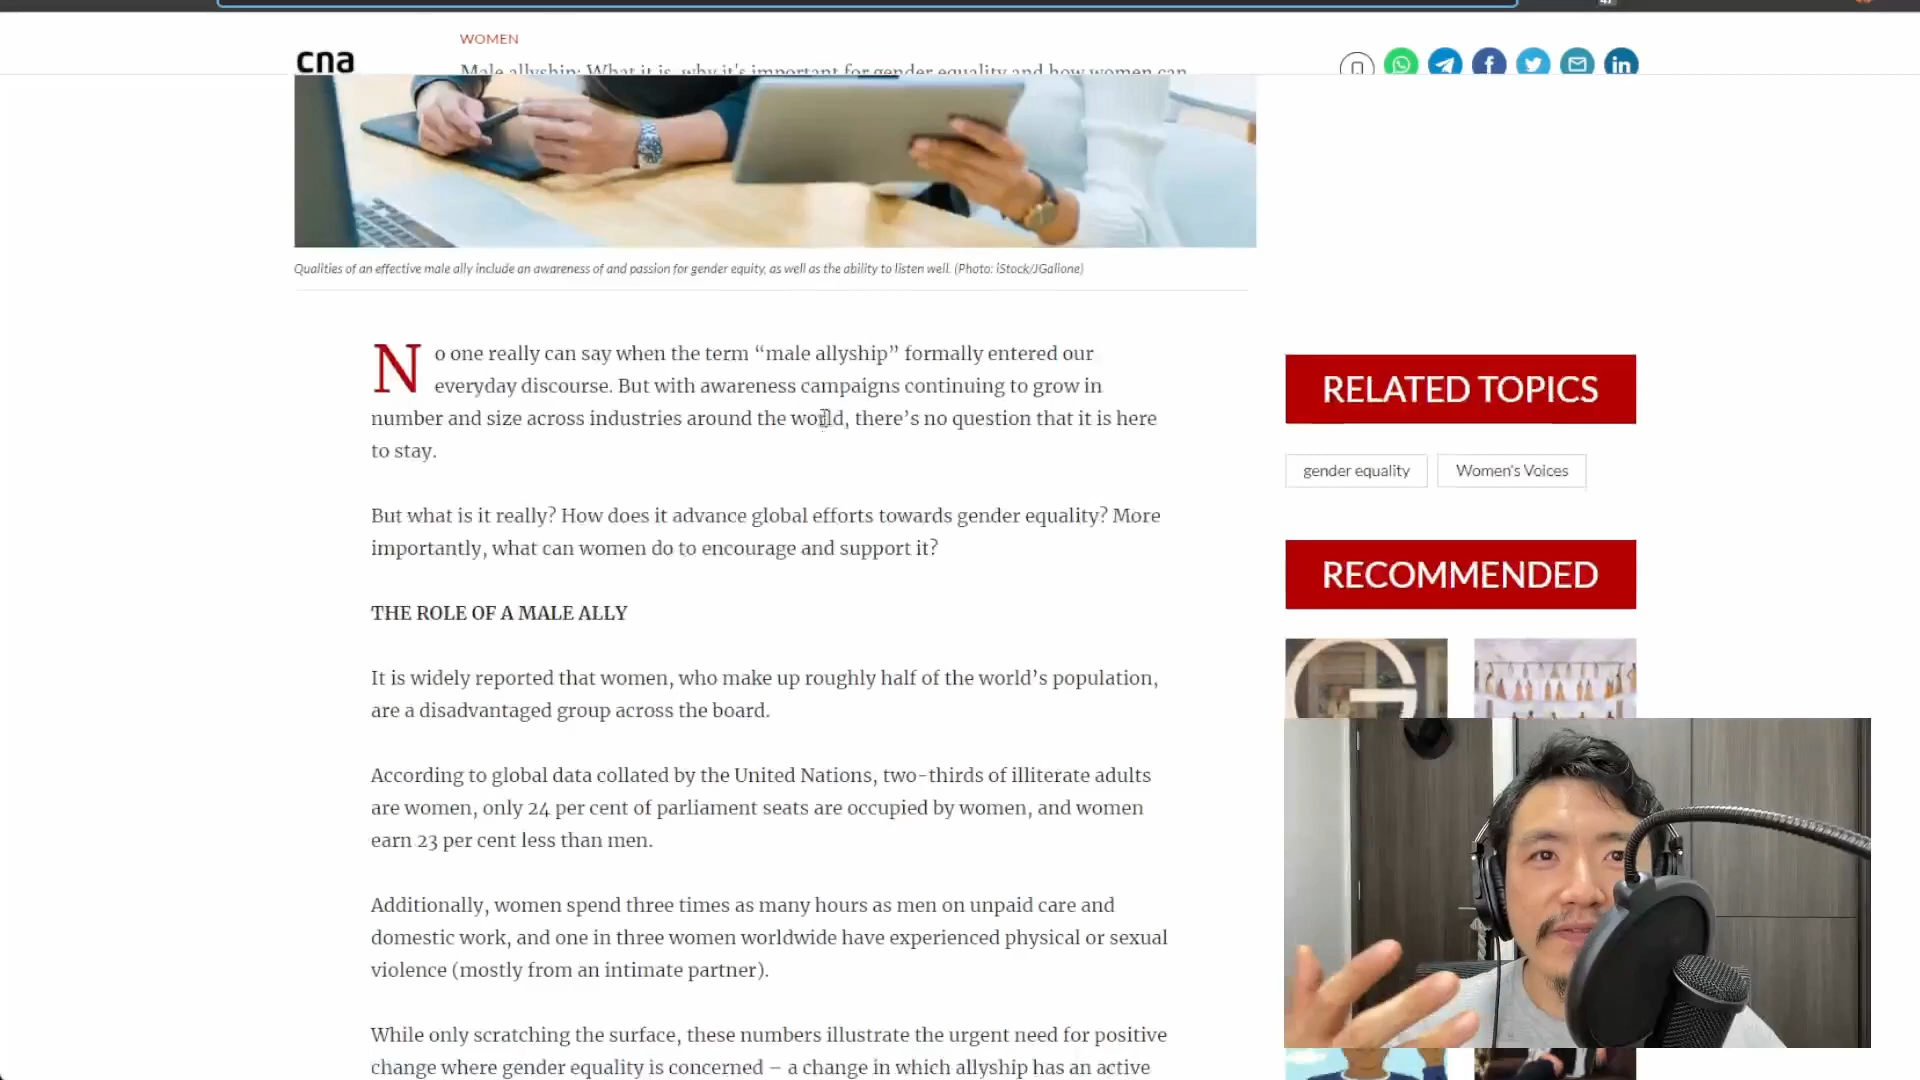 WOMEN
cna
Male allyship: What it is, why it's important for gender equality and how women can
Qualities of an effective male ally include an awareness of and passion for gender equity, as well as the ability to listen well. (Photo: iStock/JGalione)
No one really can say when the term “male allyship” formally entered our
everyday discourse. But with awareness campaigns continuing to grow in
number and size across industries around the world, there’s no question that it is here
to stay.
But what is it really? How does it advance global efforts towards gender equality? More
importantly, what can women do to encourage and support it?
THE ROLE OF A MALE ALLY
It is widely reported that women, who make up roughly half of the world’s population,
are a disadvantaged group across the board.
According to global data collated by the United Nations, two-thirds of illiterate adults
are women, only 24 per cent of parliament seats are occupied by women, and women
earn 23 per cent less than men.
Additionally, women spend three times as many hours as men on unpaid care and
domestic work, and one in three women worldwide have experienced physical or sexual
violence (mostly from an intimate partner).
While only scratching the surface, these numbers illustrate the urgent need for positive
change where gender equality is concerned – a change in which allyship has an active
RELATED TOPICS
gender equality
Women's Voices
RECOMMENDED